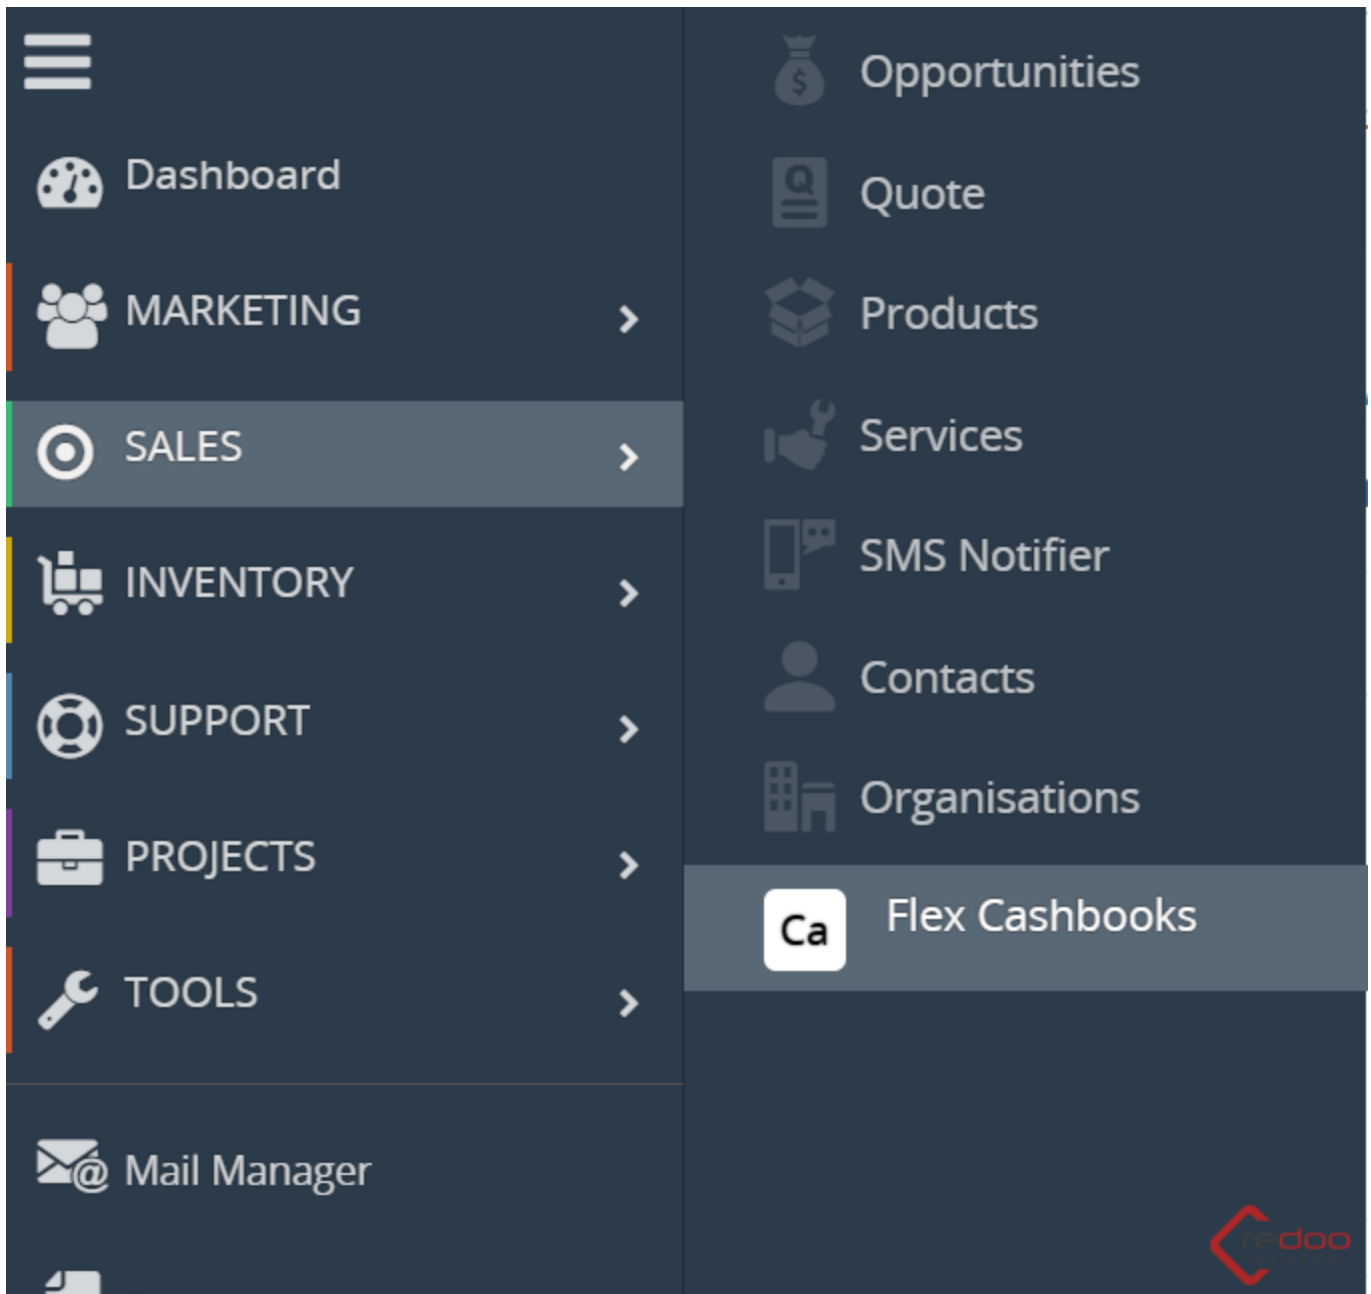 Dashboard
MARKETING
SALES
INVENTORY
SUPPORT
PROJECTS
TOOLS
Mail Manager
Opportunities
Quote
Products
Services
SMS Notifier
Contacts
Organisations
Ca Flex Cashbooks
redoo